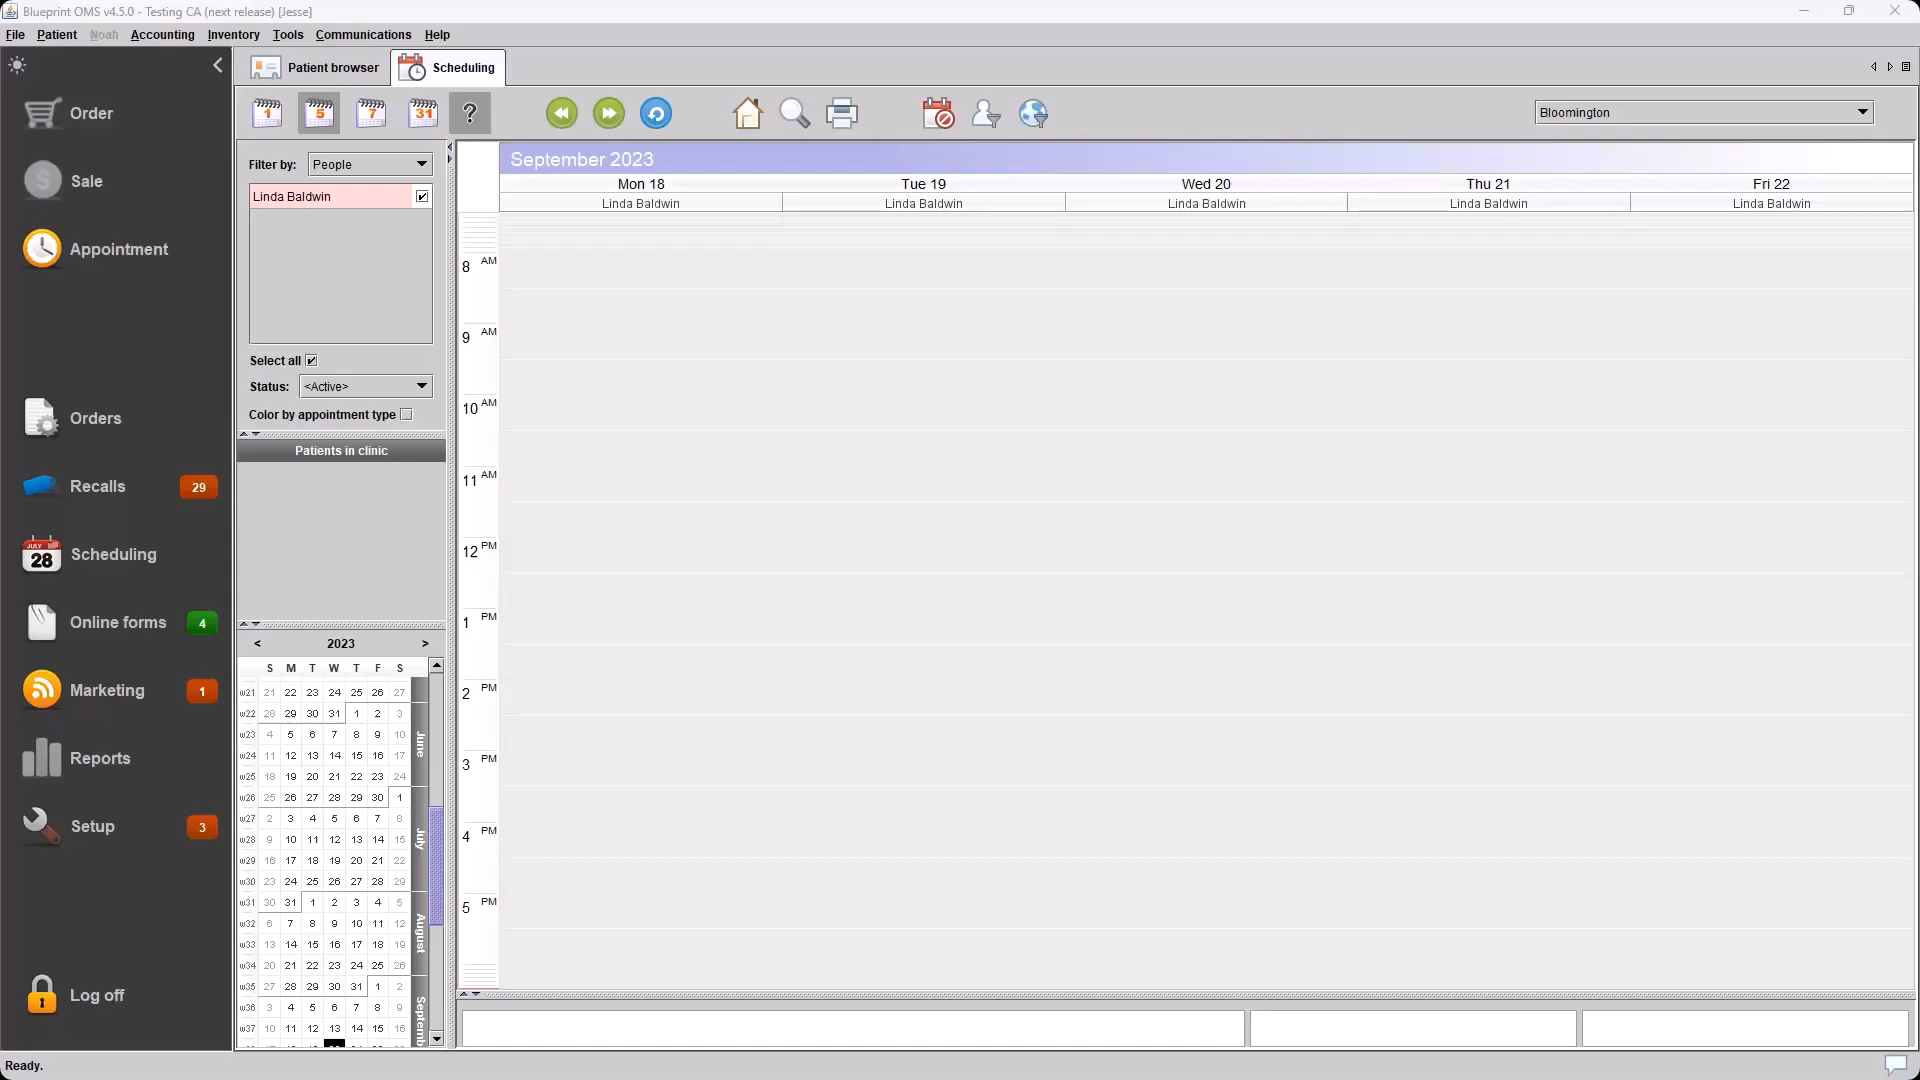 Blueprint OMS v4.5.0 - Testing CA (next release) [Jesse]
File Patient Noah Accounting Inventory Tools Communications Help
Patient browser Scheduling
1 5 7 31 ?
Bloomington
Order
Sale
Appointment
Orders
Recalls 29
JULY 28 Scheduling
Online forms 4
Marketing 1
Reports
Setup 3
Log off
Filter by: People
Linda Baldwin
Select all
Status: <Active>
Color by appointment type
Patients in clinic
< 2023 >
S M T W T F S
w21 21 22 23 24 25 26 27
w22 28 29 30 31 1 2 3
w23 4 5 6 7 8 9 10
w24 11 12 13 14 15 16 17
w25 18 19 20 21 22 23 24
w26 25 26 27 28 29 30 1
w27 2 3 4 5 6 7 8
w28 9 10 11 12 13 14 15
w29 16 17 18 19 20 21 22
w30 23 24 25 26 27 28 29
w31 30 31 1 2 3 4 5
w32 6 7 8 9 10 11 12
w33 13 14 15 16 17 18 19
w34 20 21 22 23 24 25 26
w35 27 28 29 30 31 1 2
w36 3 4 5 6 7 8 9
w37 10 11 12 13 14 15 16
June
July
August
Septemb
September 2023
Mon 18 Tue 19 Wed 20 Thu 21 Fri 22
Linda Baldwin Linda Baldwin Linda Baldwin Linda Baldwin Linda Baldwin
8 AM
9 AM
10 AM
11 AM
12 PM
1 PM
2 PM
3 PM
4 PM
5 PM
Ready.